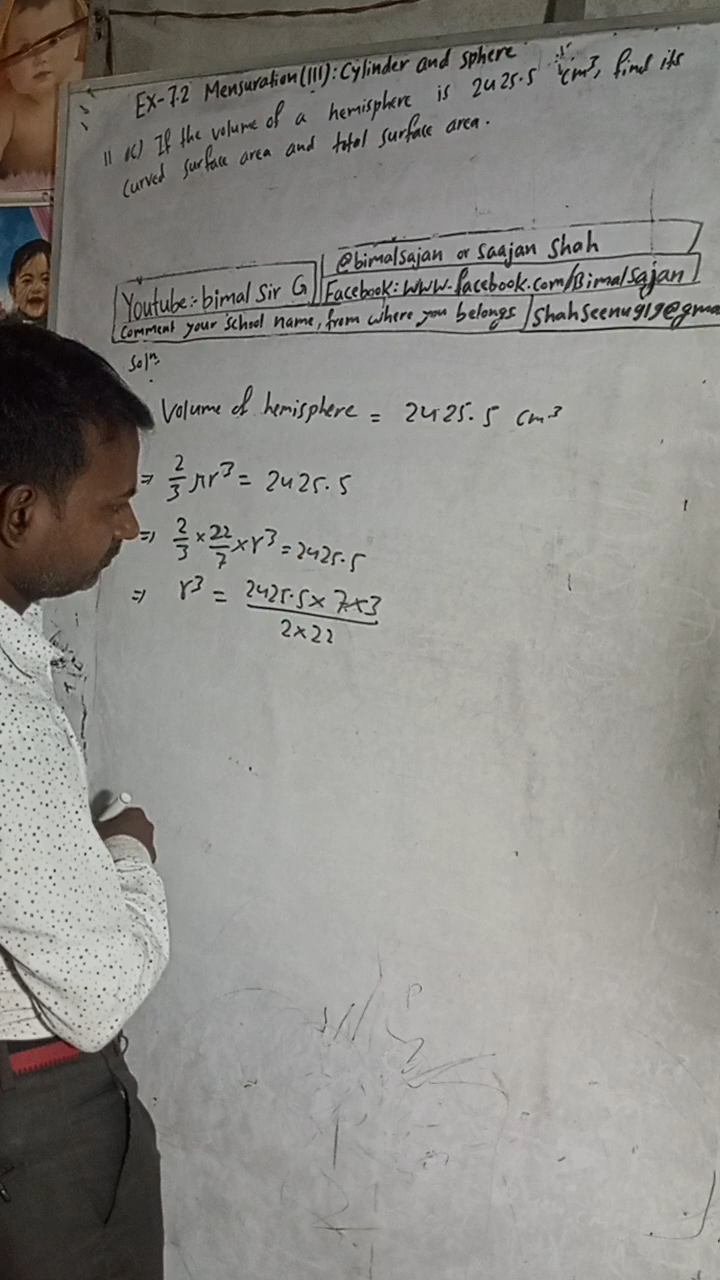 Ex-7.2 Mensuration(III): Cylinder and sphere
11 (c) If the volume of a hemisphere is 2425.5 cm³, find its
curved surface area and total surface area.
@bimalsajan or Saajan Shah
Youtube:- bimal Sir G
Facebook: www.facebook.com/Bimalsajan
Comment your school name, from where you belongs
Shahseenu919@gma
Solⁿ.
Volume of hemisphere = 2425.5 cm³
⇒ 2/3 πr³ = 2425.5
⇒ 2/3 × 22/7 × r³ = 2425.5
⇒ r³ = 2425.5 × 7 × 3
2 × 22